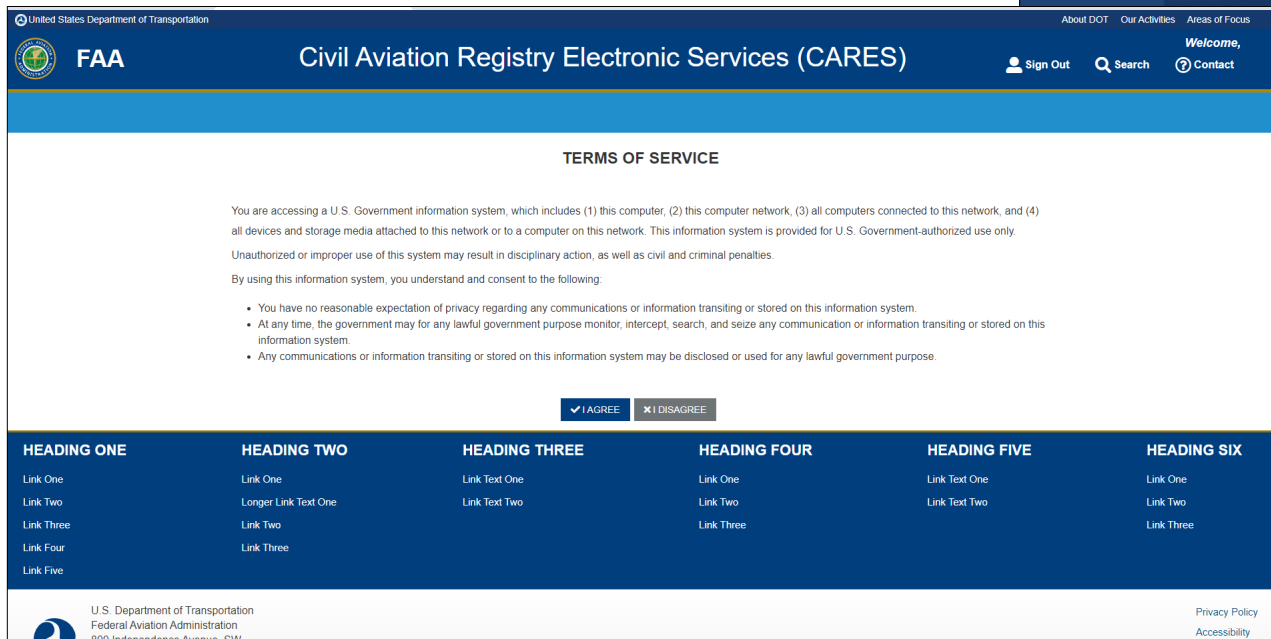 United States Department of Transportation
About DOT Our Activities Areas of Focus
FAA
Civil Aviation Registry Electronic Services (CARES)
Welcome,
Sign Out Search Contact
TERMS OF SERVICE
You are accessing a U.S. Government information system, which includes (1) this computer, (2) this computer network, (3) all computers connected to this network, and (4)
all devices and storage media attached to this network or to a computer on this network. This information system is provided for U.S. Government-authorized use only.
Unauthorized or improper use of this system may result in disciplinary action, as well as civil and criminal penalties.
By using this information system, you understand and consent to the following:
• You have no reasonable expectation of privacy regarding any communications or information transiting or stored on this information system.
• At any time, the government may for any lawful government purpose monitor, intercept, search, and seize any communication or information transiting or stored on this
information system.
• Any communications or information transiting or stored on this information system may be disclosed or used for any lawful government purpose.
I AGREE I DISAGREE
HEADING ONE
Link One
Link Two
Link Three
Link Four
Link Five
HEADING TWO
Link One
Longer Link Text One
Link Two
Link Three
HEADING THREE
Link Text One
Link Text Two
HEADING FOUR
Link One
Link Two
Link Three
HEADING FIVE
Link Text One
Link Text Two
HEADING SIX
Link One
Link Two
Link Three
U.S. Department of Transportation
Federal Aviation Administration
800 Independence Avenue, SW
Privacy Policy
Accessibility